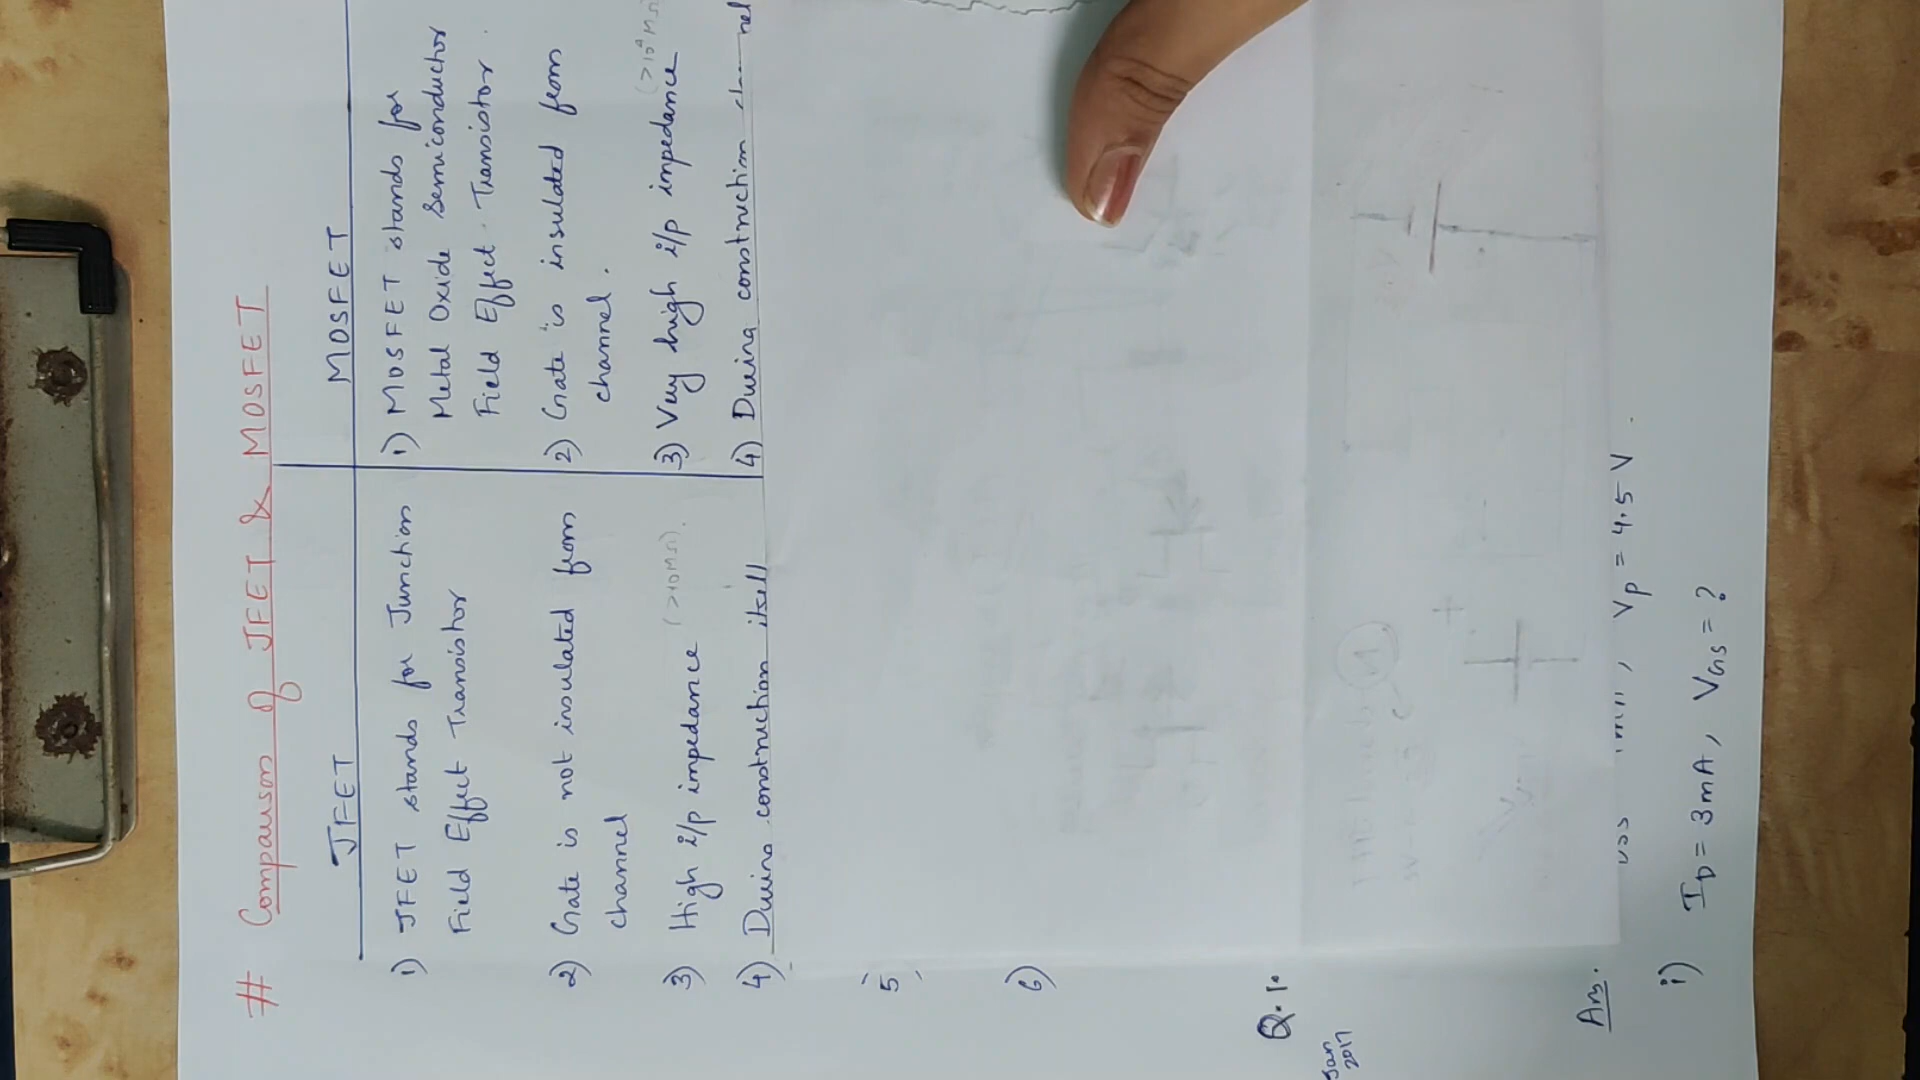 # Comparison of JFET & MOSFET
JFET
1) JFET stands for Junction
Field Effect Transistor
2) Gate is not insulated from
channel
3) High i/p impedance (>10MΩ).
4) During construction itself
5)
6)
MOSFET
1) MOSFET stands for
Metal Oxide Semiconductor
Field Effect Transistor.
2) Gate is insulated from
channel.
3) Very high i/p impedance
4) During construction
Q.1.
Jan
2017
Ans.
, Vp = 4.5 V.
i) ID = 3mA, VGS = ?